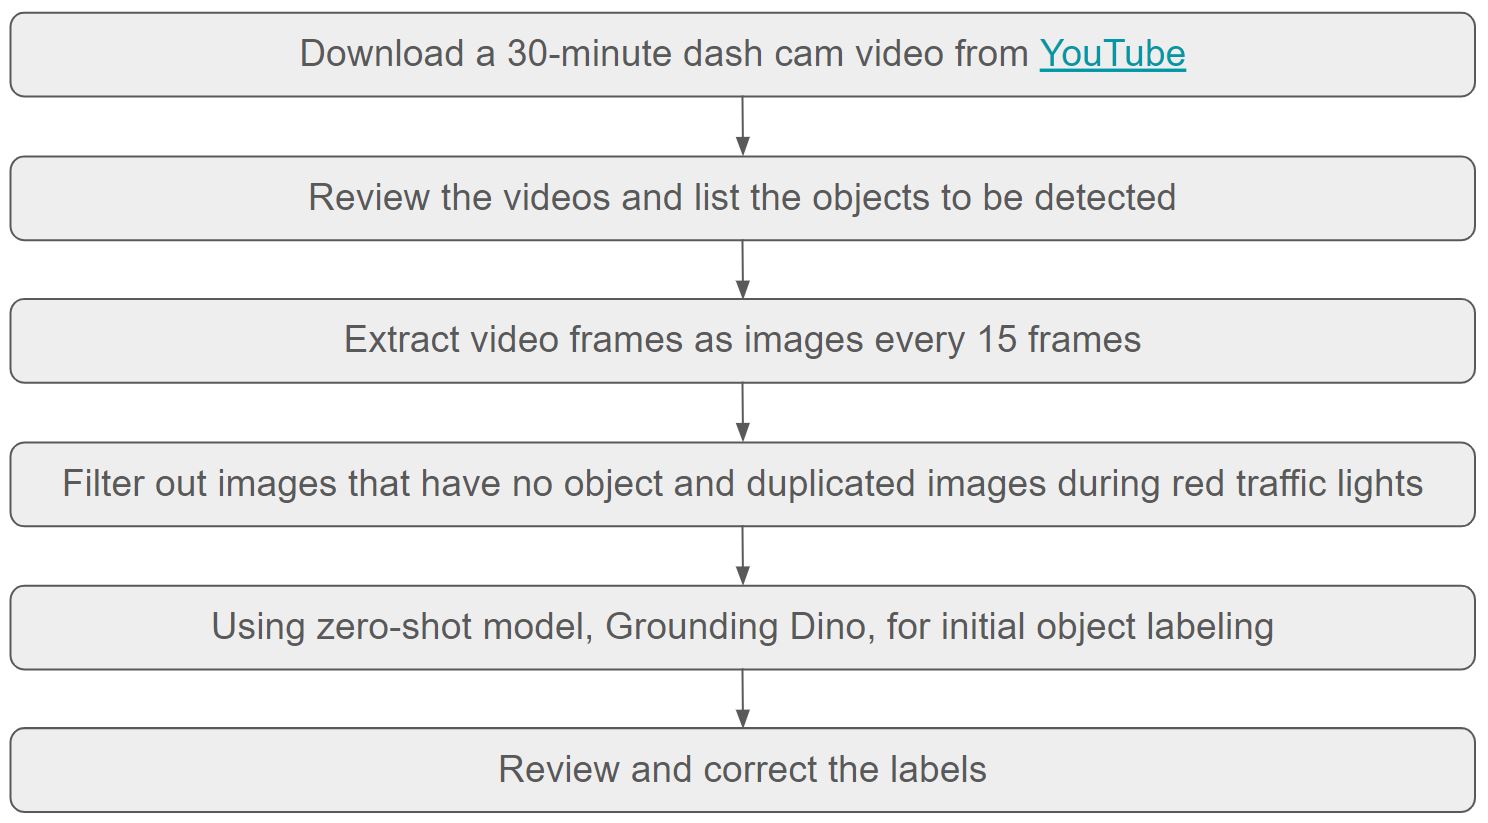 Download a 30-minute dash cam video from YouTube
Review the videos and list the objects to be detected
Extract video frames as images every 15 frames
Filter out images that have no object and duplicated images during red traffic lights
Using zero-shot model, Grounding Dino, for initial object labeling
Review and correct the labels